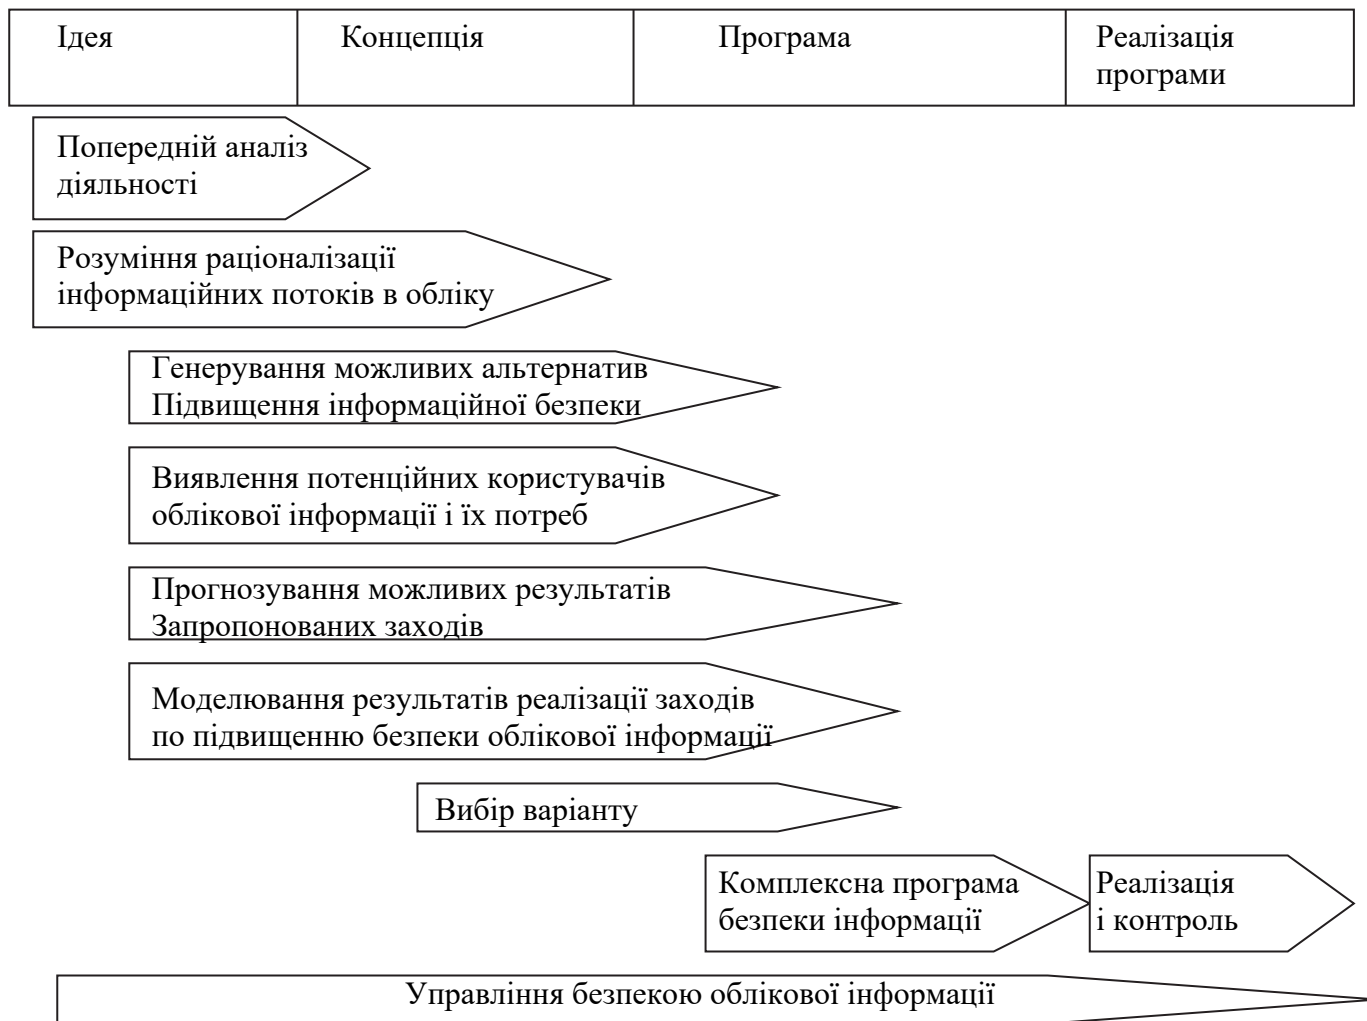 Ідея
Концепція
Програма
Реалізація
програми
Попередній аналіз
діяльності
Розуміння раціоналізації
інформаційних потоків в обліку
Генерування можливих альтернатив
Підвищення інформаційної безпеки
Виявлення потенційних користувачів
облікової інформації і їх потреб
Прогнозування можливих результатів
Запропонованих заходів
Моделювання результатів реалізації заходів
по підвищенню безпеки облікової інформації
Вибір варіанту
Комплексна програма
безпеки інформації
Реалізація
і контроль
Управління безпекою облікової інформації